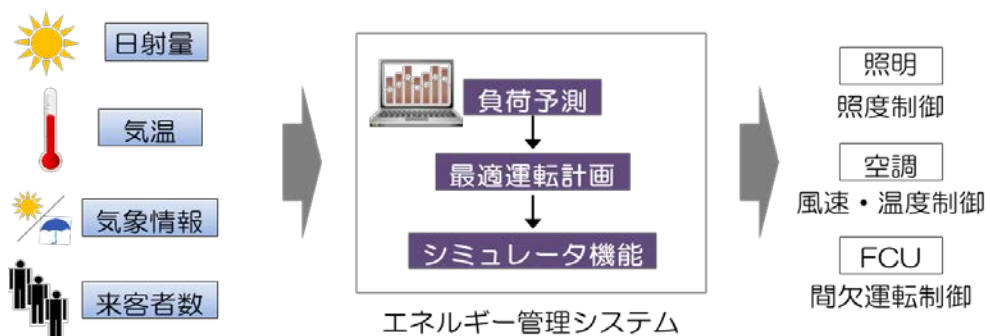 日射量
気温
気象情報
来客者数
負荷予測
最適運転計画
シミュレータ機能
エネルギー管理システム
照明
照度制御
空調
風速・温度制御
FCU
間欠運転制御